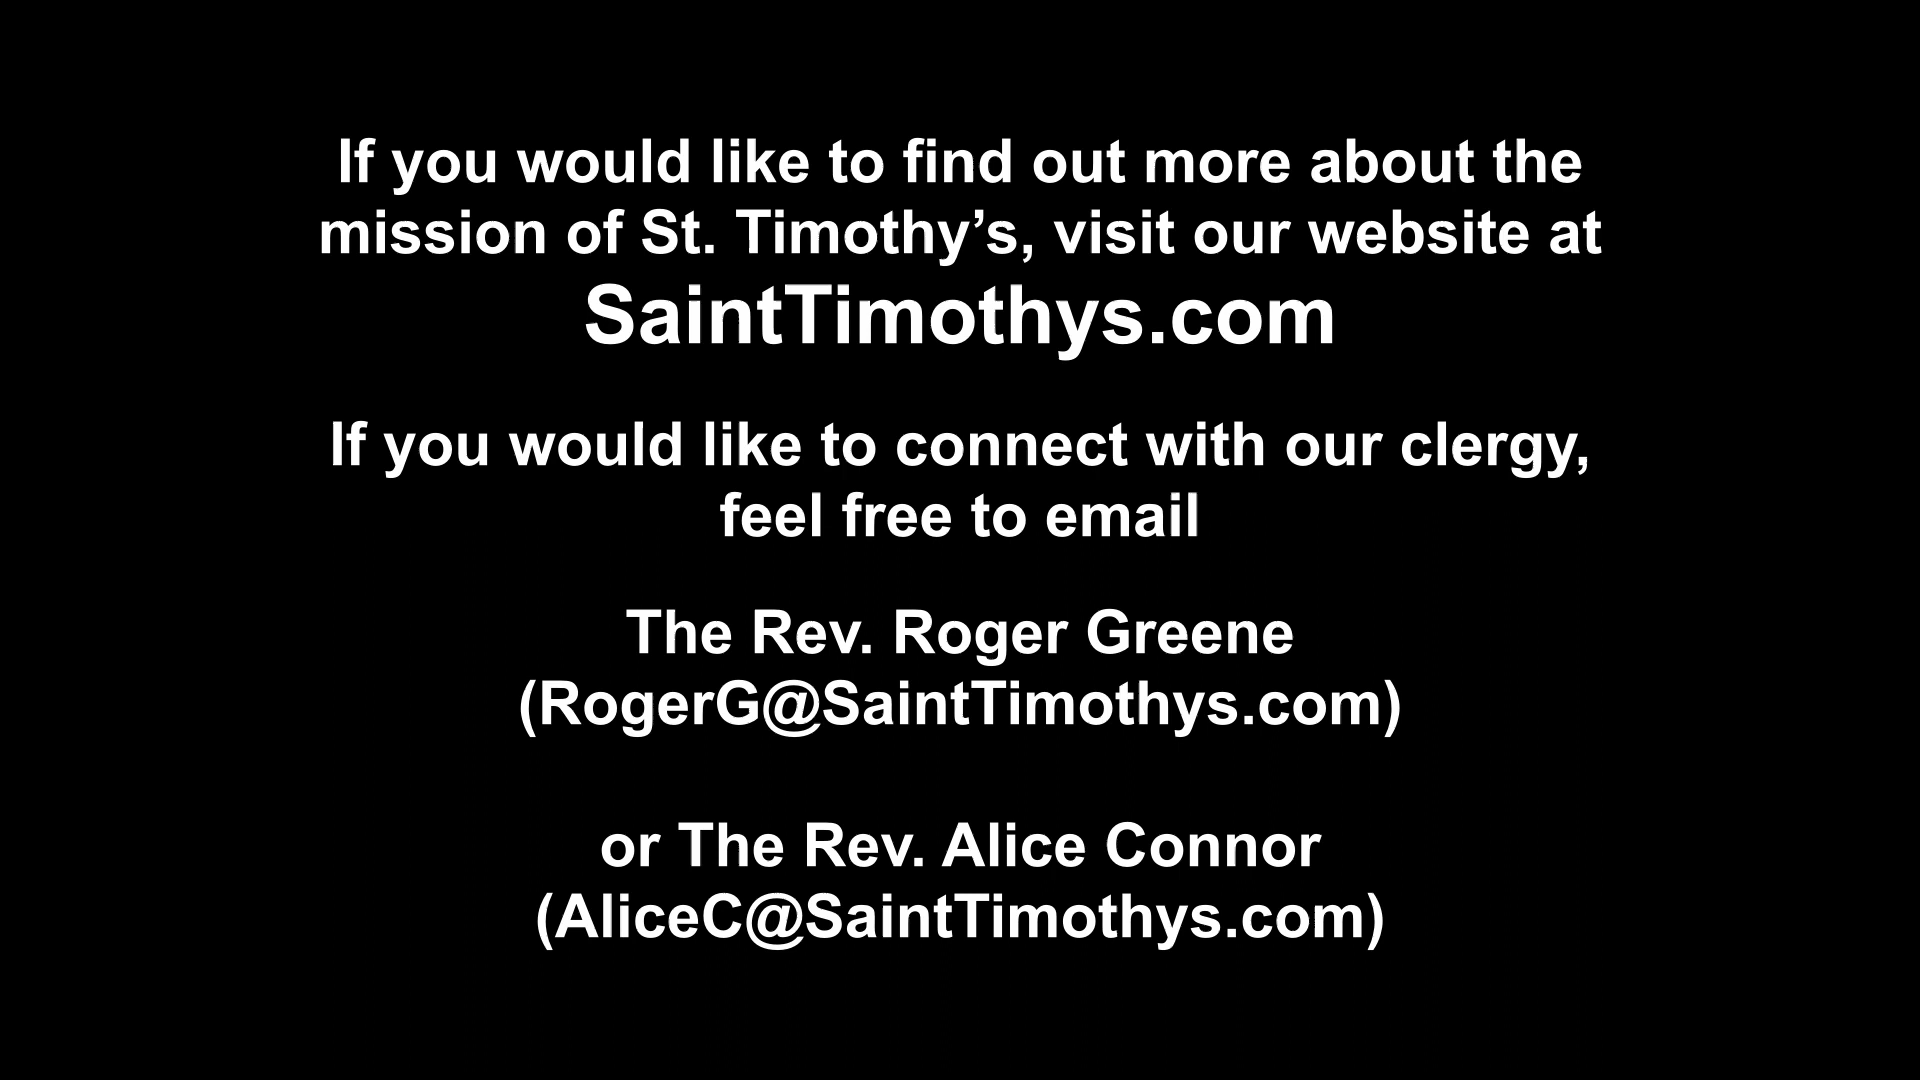 If you would like to find out more about the
mission of St. Timothy’s, visit our website at
SaintTimothys.com
If you would like to connect with our clergy,
feel free to email
The Rev. Roger Greene
(RogerG@SaintTimothys.com)
or The Rev. Alice Connor
(AliceC@SaintTimothys.com)